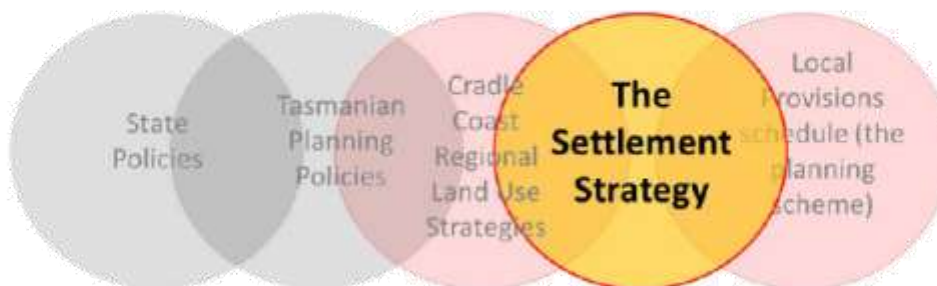 State
Policies
Tasmanian
Planning
Policies
Cradle
Coast
Regional
Land Use
Strategies
The
Settlement
Strategy
Local
Provisions
schedule (the
planning
scheme)